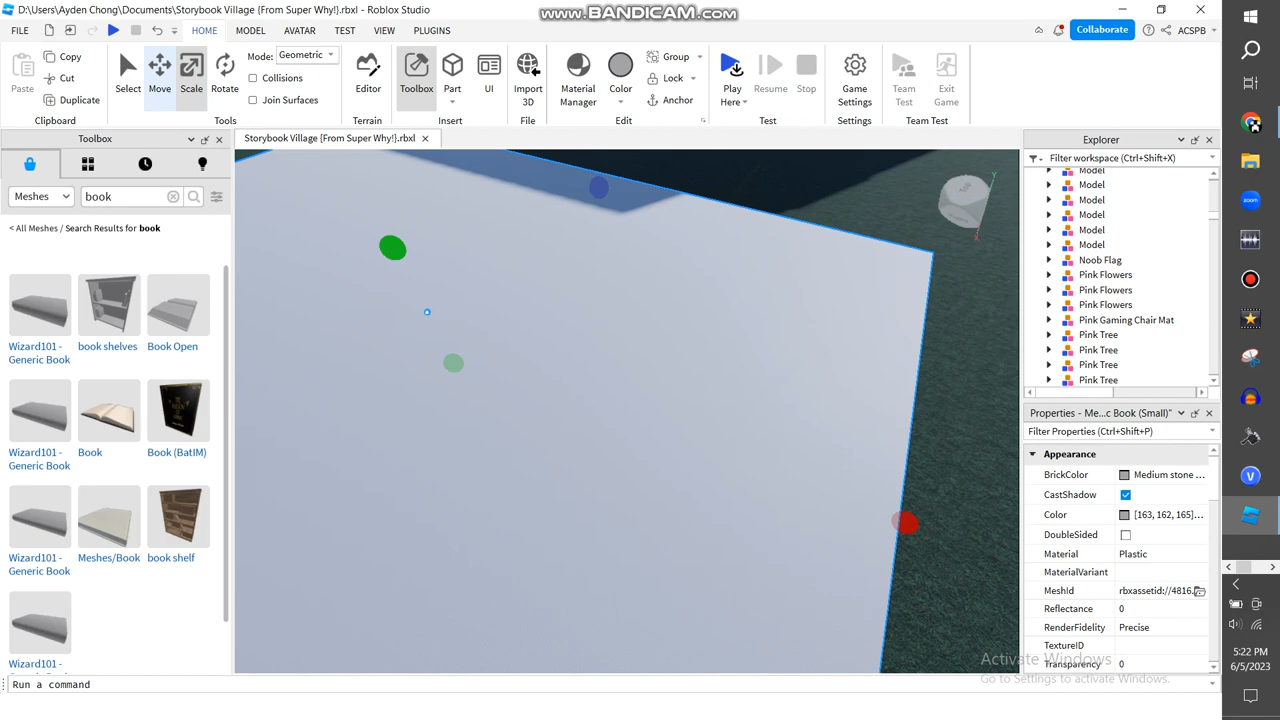 D:\Users\Ayden Chong\Documents\Storybook Village {From Super Why!}.rbxl - Roblox Studio
www.BANDICAM.com
FILE HOME MODEL AVATAR TEST VIEW PLUGINS Collaborate ACSPB
Copy
Cut
Duplicate
Paste
Clipboard
Select Move Scale Rotate
Mode: Geometric
Collisions
Join Surfaces
Tools
Editor
Terrain
Toolbox Part UI
Insert
Import 3D
File
Material Manager
Color
Group
Lock
Anchor
Edit
Play Here
Resume Stop
Test
Game Settings
Settings
Team Test
Exit Game
Team Test
Toolbox
Storybook Village {From Super Why!}.rbxl
Meshes
book
< All Meshes / Search Results for book
Wizard101 - Generic Book
book shelves
Book Open
Wizard101 - Generic Book
Book
Book (BatIM)
Wizard101 - Generic Book
Meshes/Book
book shelf
Wizard101 -
Explorer
Filter workspace (Ctrl+Shift+X)
Model
Model
Model
Model
Model
Model
Noob Flag
Pink Flowers
Pink Flowers
Pink Flowers
Pink Gaming Chair Mat
Pink Tree
Pink Tree
Pink Tree
Pink Tree
Properties - Me...c Book (Small)"
Filter Properties (Ctrl+Shift+P)
Appearance
BrickColor Medium stone ...
CastShadow
Color [163, 162, 165]...
DoubleSided
Material Plastic
MaterialVariant
MeshId rbxassetid://4816...
Reflectance 0
RenderFidelity Precise
TextureID
Transparency 0
Activate Windows
Go to Settings to activate Windows.
Run a command
zoom
5:22 PM
6/5/2023